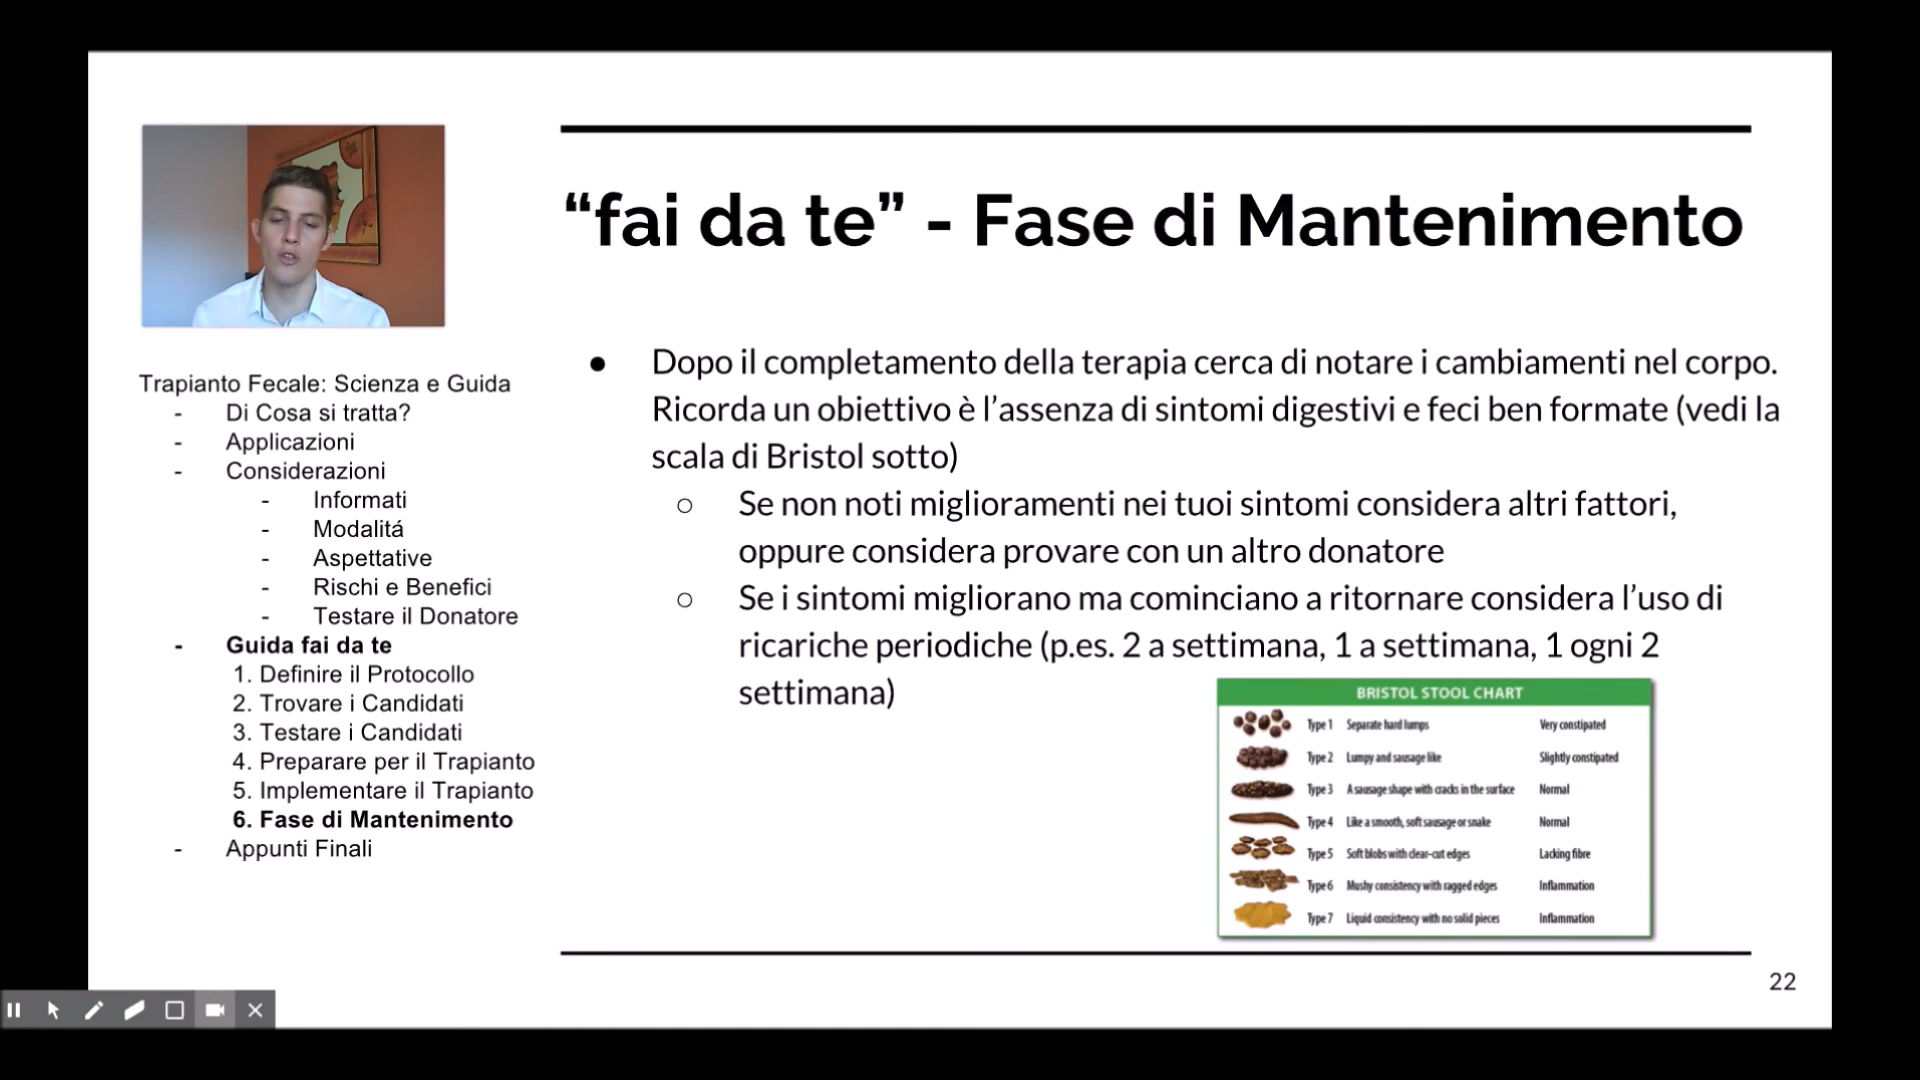 “fai da te” - Fase di Mantenimento
Trapianto Fecale: Scienza e Guida
- Di Cosa si tratta?
- Applicazioni
- Considerazioni
- Informati
- Modalitá
- Aspettative
- Rischi e Benefici
- Testare il Donatore
- Guida fai da te
1. Definire il Protocollo
2. Trovare i Candidati
3. Testare i Candidati
4. Preparare per il Trapianto
5. Implementare il Trapianto
6. Fase di Mantenimento
- Appunti Finali
● Dopo il completamento della terapia cerca di notare i cambiamenti nel corpo.
Ricorda un obiettivo è l’assenza di sintomi digestivi e feci ben formate (vedi la
scala di Bristol sotto)
○ Se non noti miglioramenti nei tuoi sintomi considera altri fattori,
oppure considera provare con un altro donatore
○ Se i sintomi migliorano ma cominciano a ritornare considera l’uso di
ricariche periodiche (p.es. 2 a settimana, 1 a settimana, 1 ogni 2
settimana)
BRISTOL STOOL CHART
Type 1 Separate hard lumps Very constipated
Type 2 Lumpy and sausage like Slightly constipated
Type 3 A sausage shape with cracks in the surface Normal
Type 4 Like a smooth, soft sausage or snake Normal
Type 5 Soft blobs with clear-cut edges Lacking fibre
Type 6 Mushy consistency with ragged edges Inflammation
Type 7 Liquid consistency with no solid pieces Inflammation
22